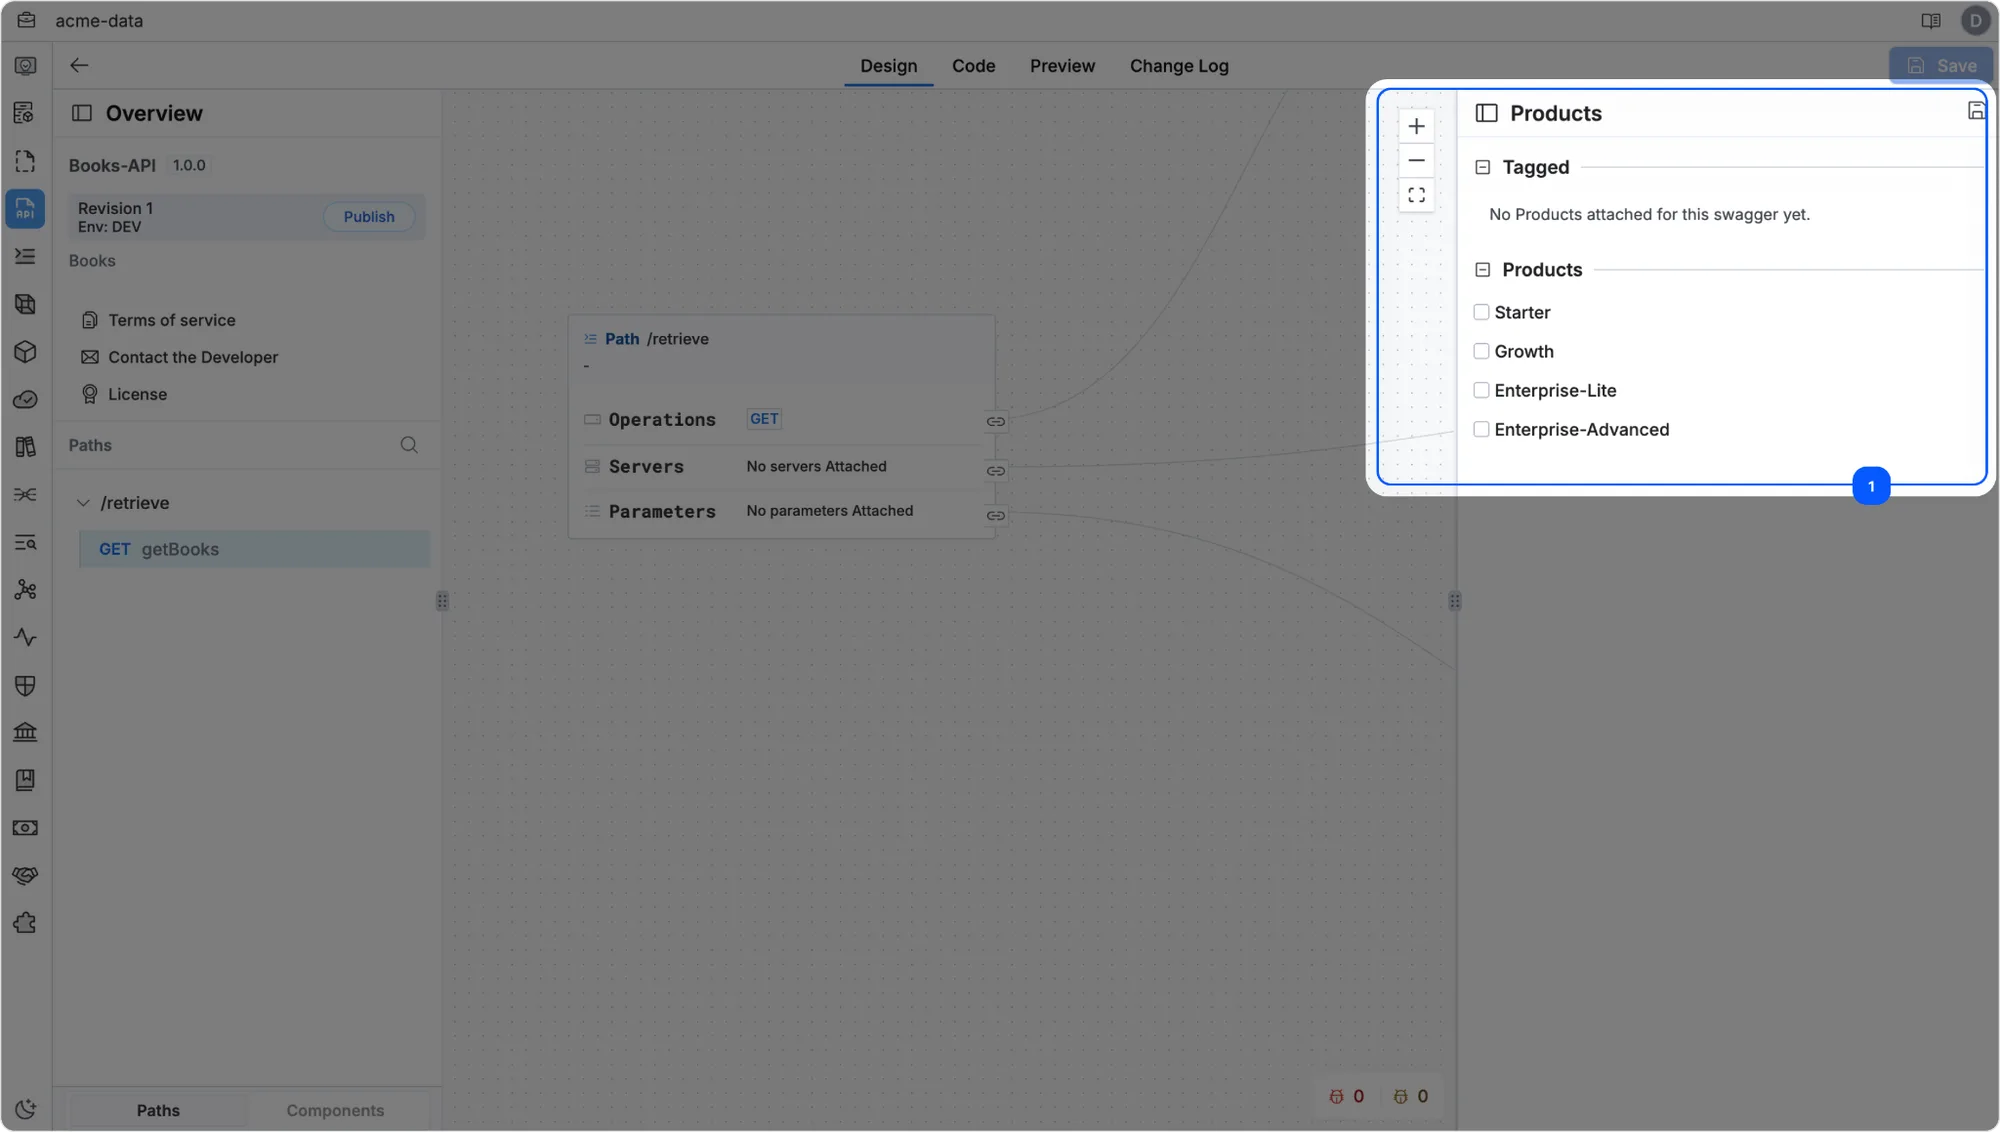 acme-data
D
Design
Code
Preview
Change Log
Save
Overview
Books-API 1.0.0
Revision 1
Env: DEV
Publish
Books
Terms of service
Contact the Developer
License
Paths
/retrieve
GET getBooks
Paths
Components
API
Path /retrieve
-
Operations GET
Servers No servers Attached
Parameters No parameters Attached
0
0
Products
Tagged
No Products attached for this swagger yet.
Products
Starter
Growth
Enterprise-Lite
Enterprise-Advanced
1